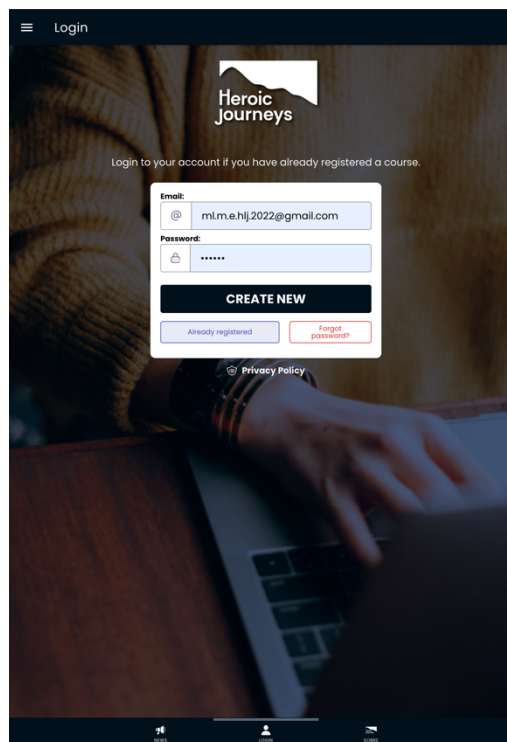 Login
Heroic
Journeys
Login to your account if you have already registered a course.
Email:
@ ml.m.e.hlj.2022@gmail.com
Password:
••••••
CREATE NEW
Already registered
Forgot
password?
Privacy Policy
NEWS
LOGIN